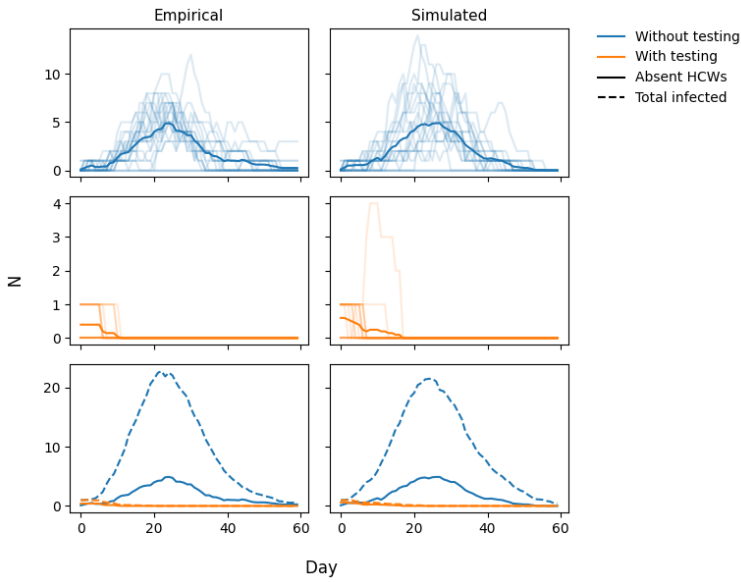 Empirical
Simulated
Without testing
With testing
Absent HCWs
Total infected
10
5
0
4
3
2
1
0
N
20
10
0
0
20
40
60
0
20
40
60
Day